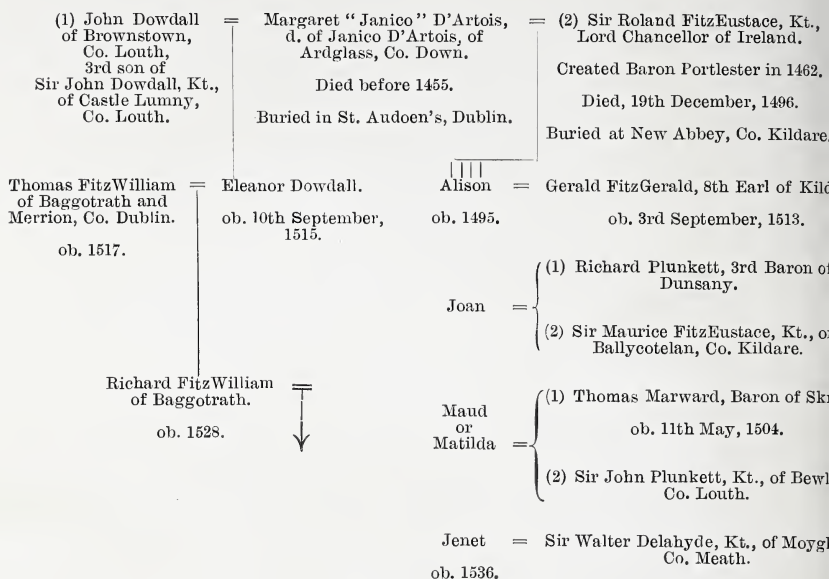 (1) John Dowdall
of Brownstown,
Co. Louth,
3rd son of
Sir John Dowdall, Kt.,
of Castle Lumny,
Co. Louth.
=
Margaret “Janico” D'Artois,
d. of Janico D'Artois, of
Ardglass, Co. Down.
Died before 1455.
Buried in St. Audoen's, Dublin.
=
(2) Sir Roland FitzEustace, Kt.,
Lord Chancellor of Ireland.
Created Baron Portlester in 1462.
Died, 19th December, 1496.
Buried at New Abbey, Co. Kildare.
Thomas FitzWilliam
of Baggotrath and
Merrion, Co. Dublin.
ob. 1517.
=
Eleanor Dowdall.
ob. 10th September,
1515.
Alison = Gerald FitzGerald, 8th Earl of
ob. 1495.
ob. 3rd September, 1513.
Joan =
(1) Richard Plunkett, 3rd Baron of
Dunsany.
(2) Sir Maurice FitzEustace, Kt.,
Ballycotelan, Co. Kildare.
Richard FitzWilliam =
of Baggotrath.
ob. 1528.
Maud
or
Matilda
=
(1) Thomas Marward, Baron of
ob. 11th May, 1504.
(2) Sir John Plunkett, Kt., of
Co. Louth.
Jenet = Sir Walter Delahyde, Kt., of
Co. Meath.
ob. 1536.